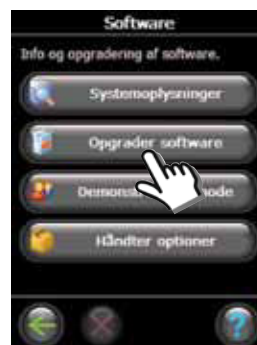 Software
Info og opgradering af software.
Systemoplysninger
Opgrader software
Håndter optioner